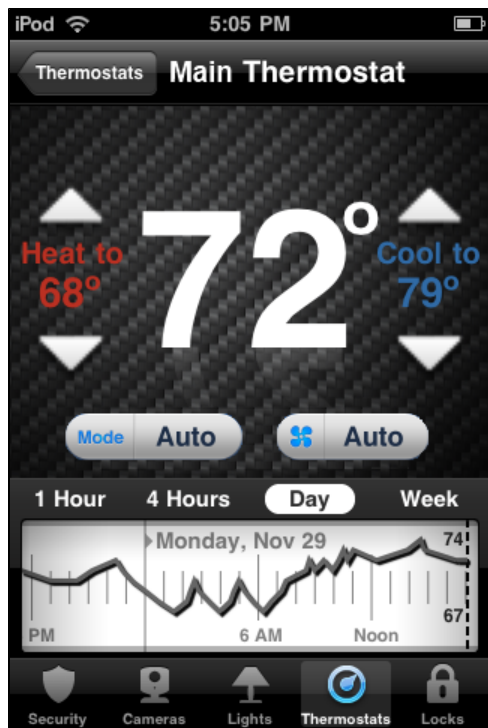 iPod 5:05 PM
Thermostats Main Thermostat
72°
Heat to
68°
Cool to
79°
Mode Auto
Auto
1 Hour 4 Hours Day Week
Monday, Nov 29 74
67
PM 6 AM Noon
Security Cameras Lights Thermostats Locks